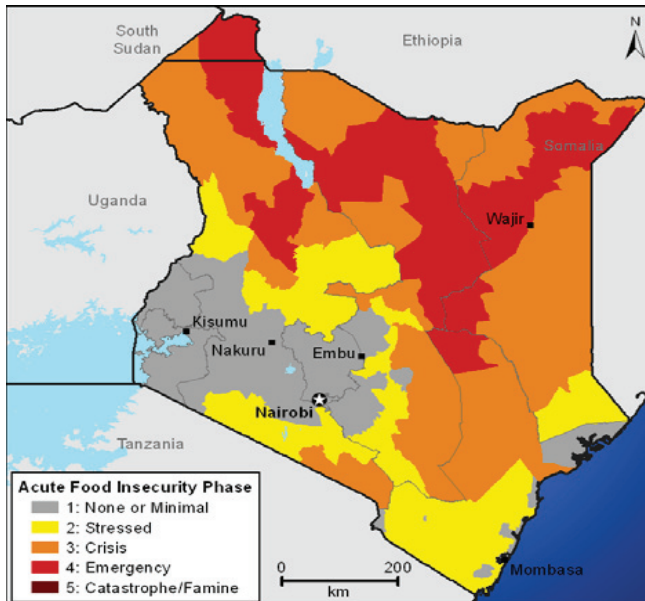 South
Sudan
Ethiopia
N
Somalia
Uganda
Wajir
Kisumu
Nakuru
Embu
Nairobi
Tanzania
Mombasa
Acute Food Insecurity Phase
1: None or Minimal
2: Stressed
3: Crisis
4: Emergency
5: Catastrophe/Famine
0 200
km